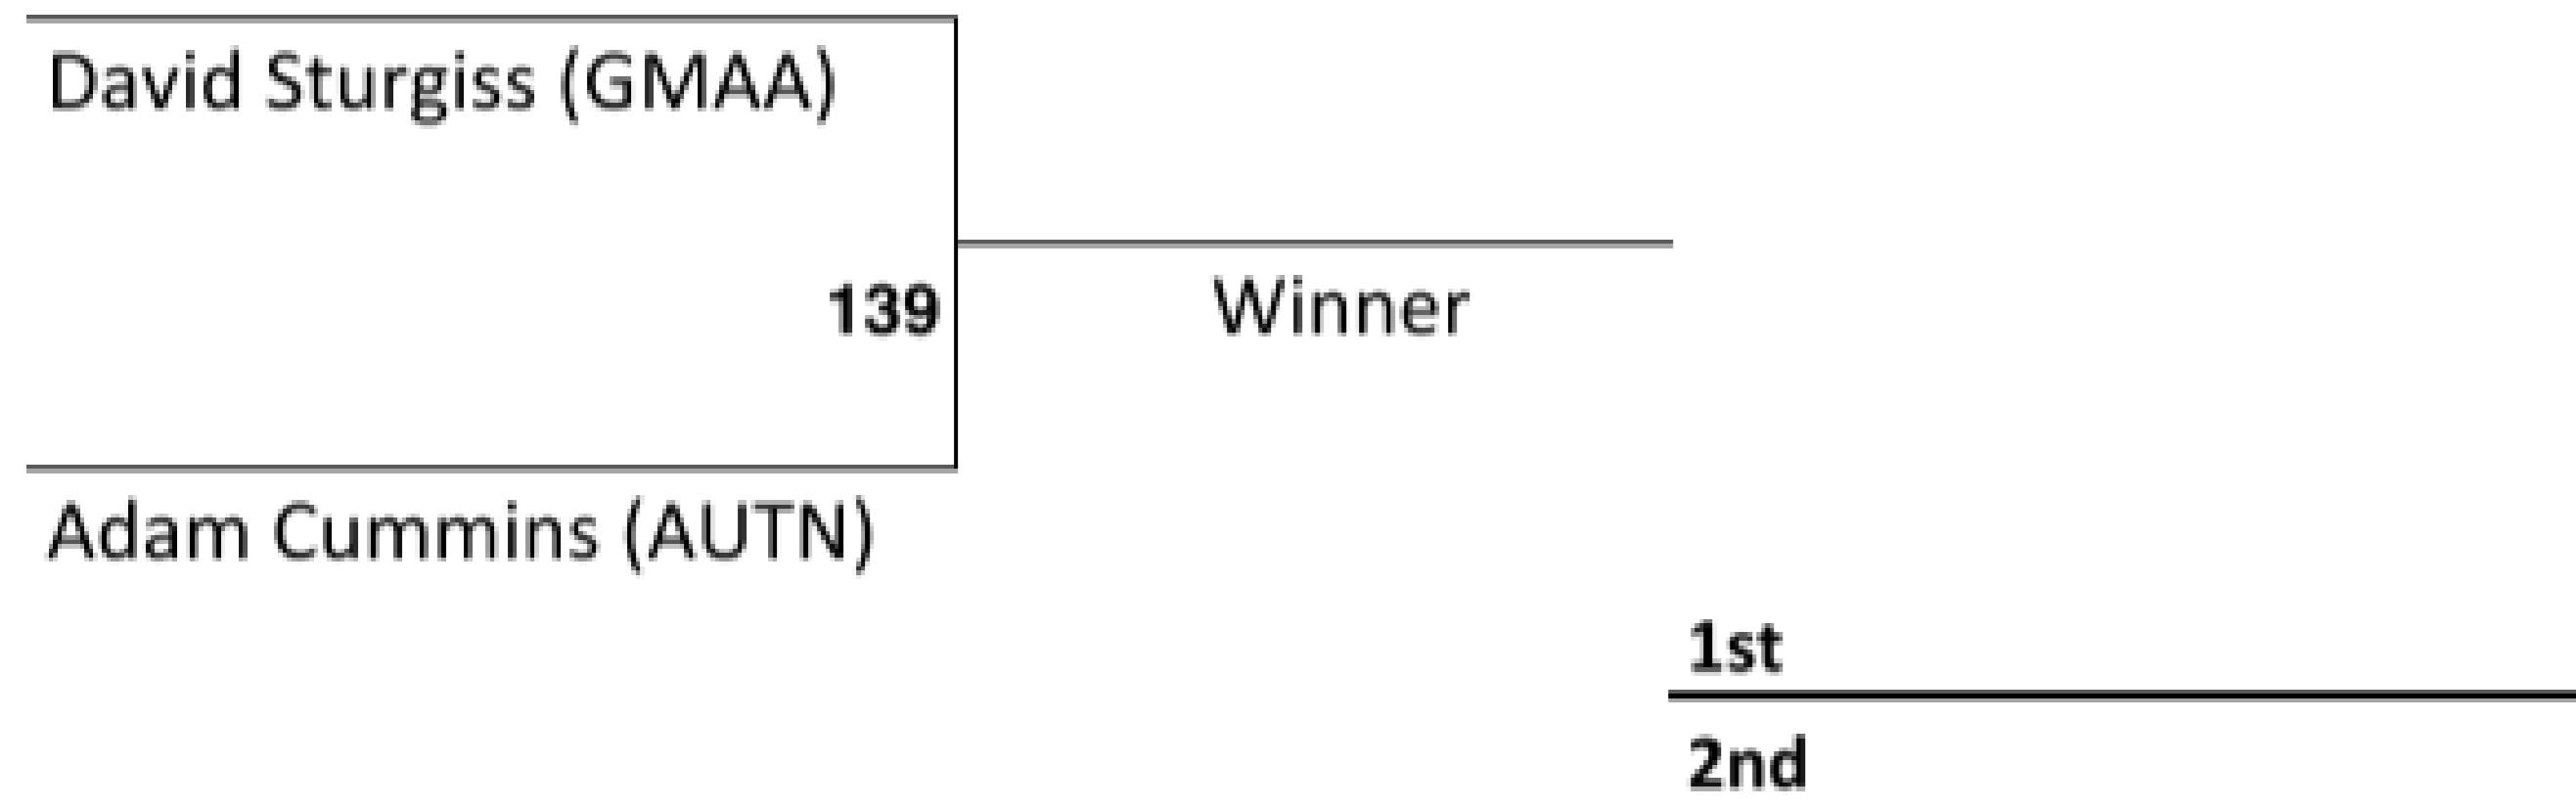 David Sturgiss (GMAA)
139
Winner
Adam Cummins (AUTN)
1st
2nd